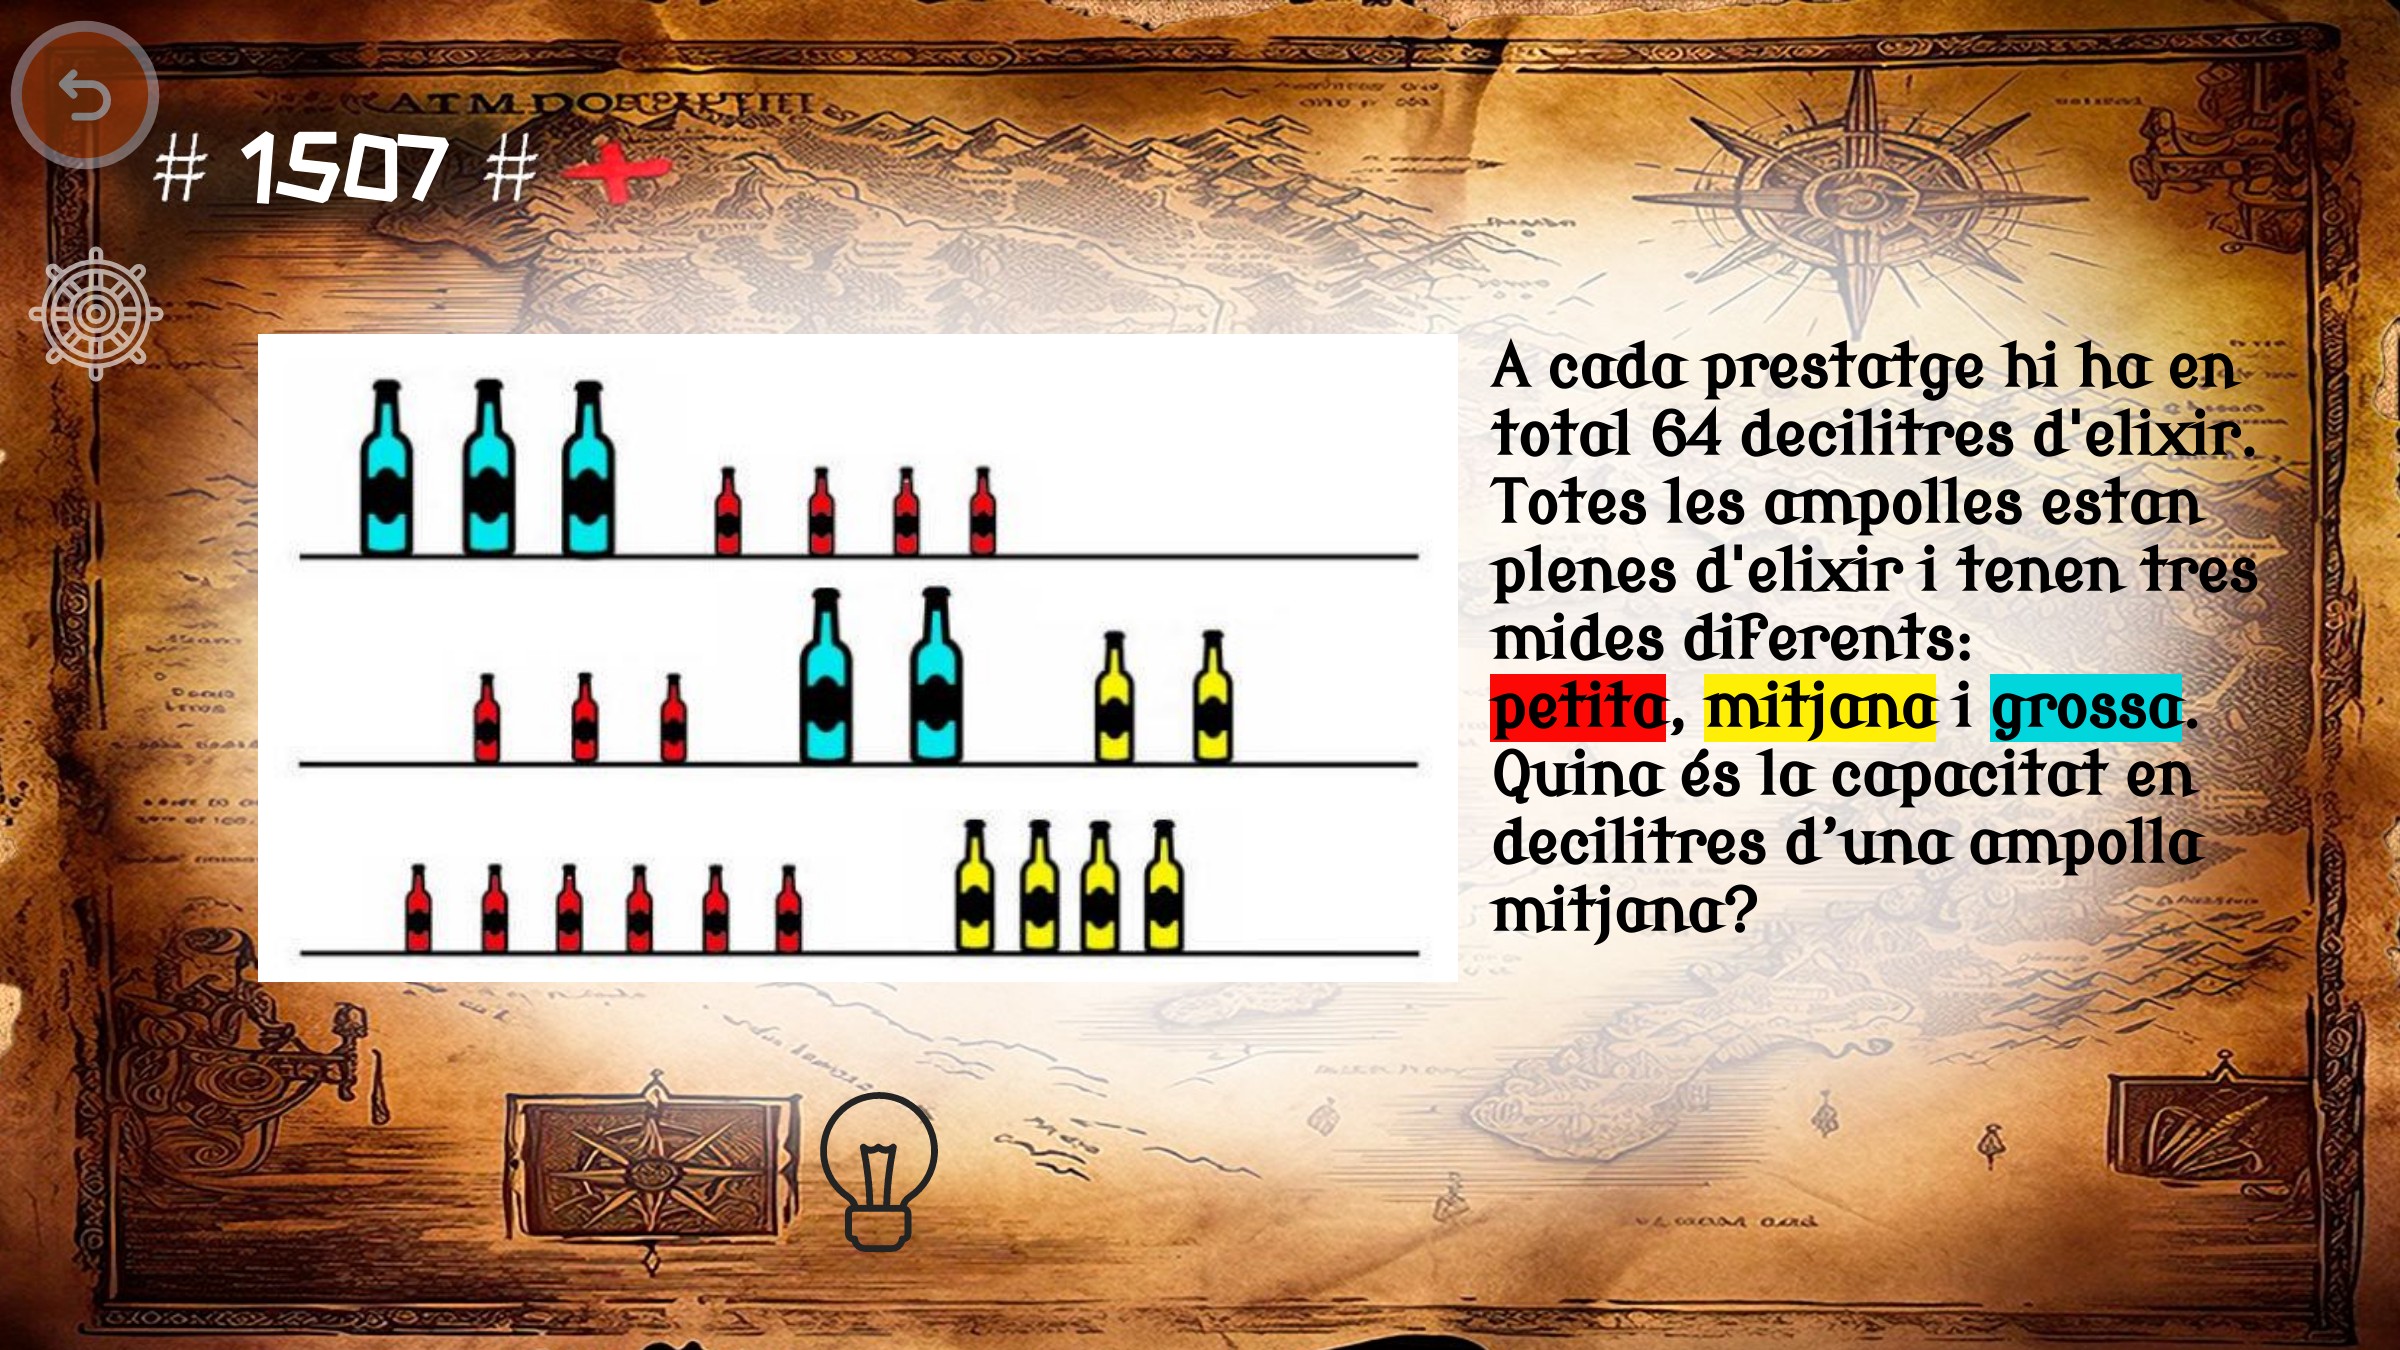 # 1507 #
A cada prestatge hi ha en
total 64 decilitres d'elixir.
Totes les ampolles estan
plenes d'elixir i tenen tres
mides diferents:
petita, mitjana i grossa.
Quina és la capacitat en
decilitres d’una ampolla
mitjana?